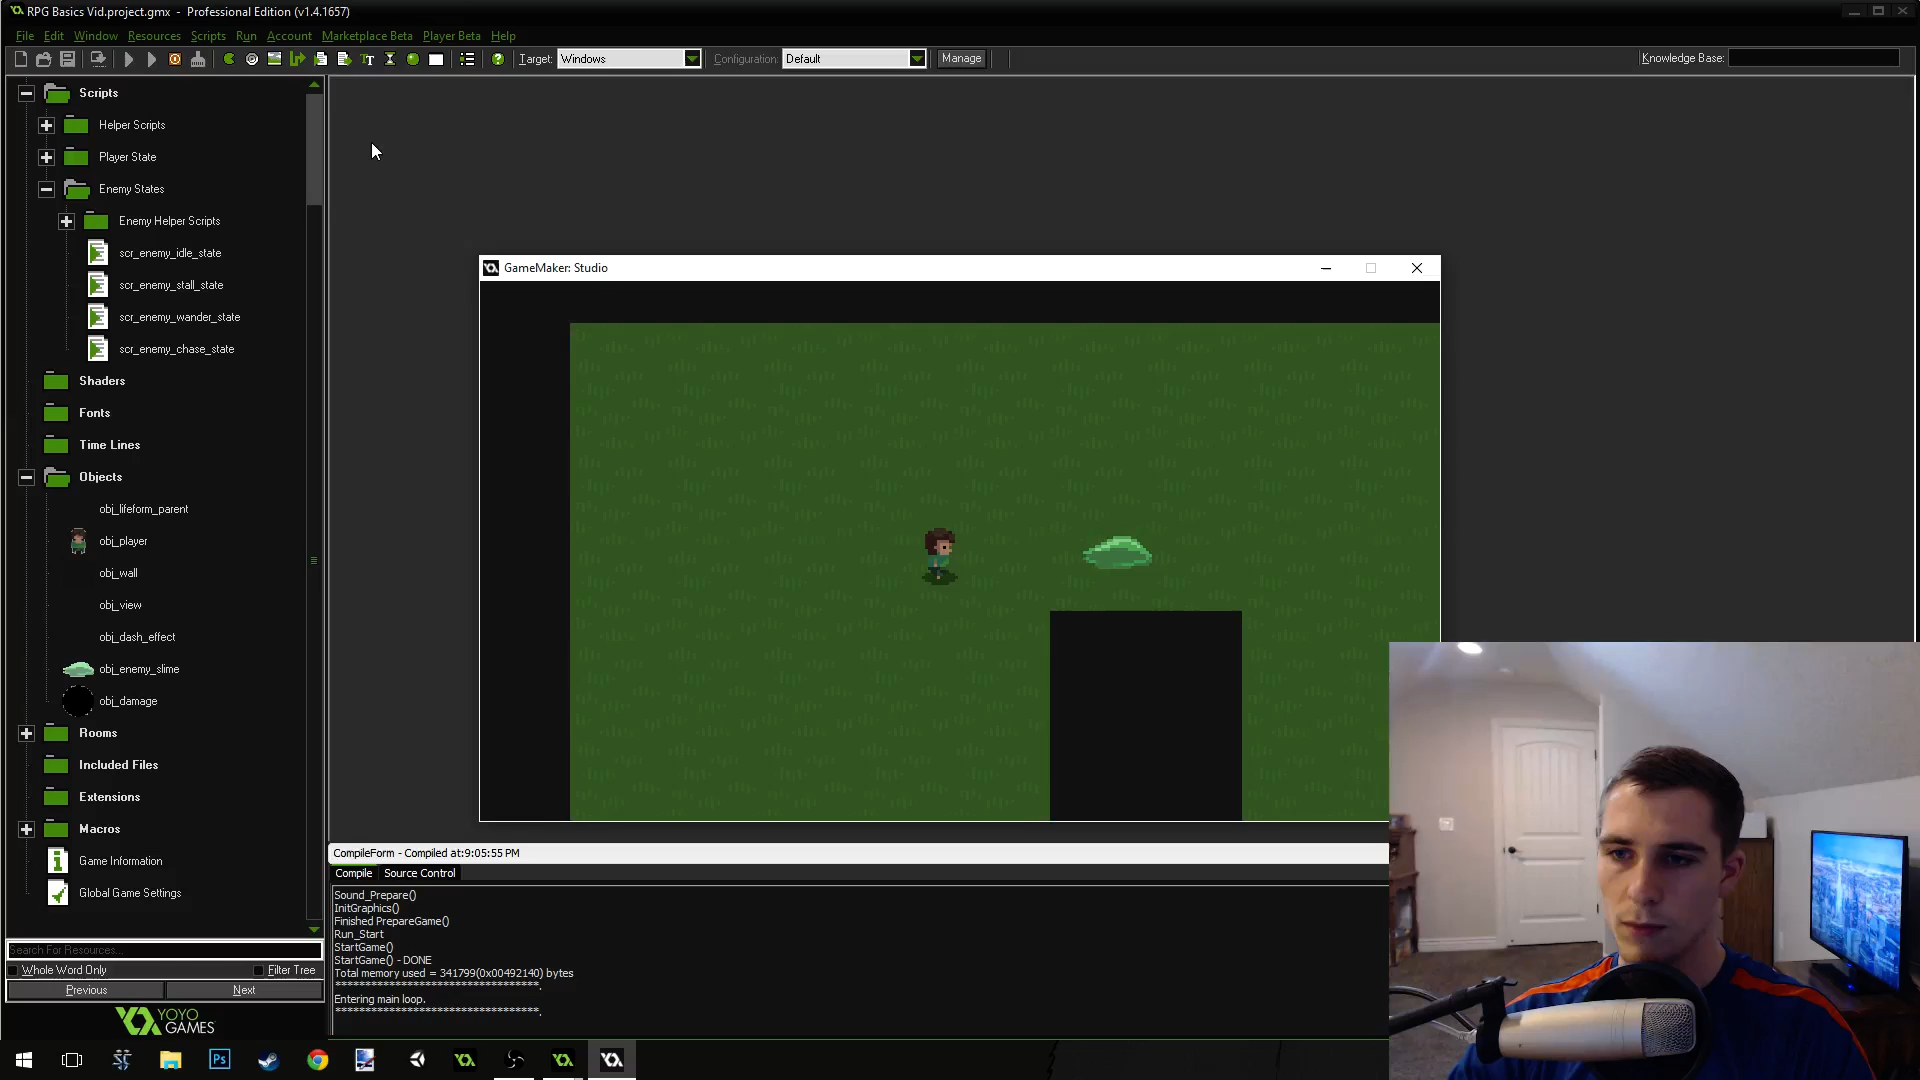 RPG Basics Vid.project.gmx - Professional Edition (v1.4.1657)
File Edit Window Resources Scripts Run Account Marketplace Beta Player Beta Help
Target: Windows Configuration: Default Manage Knowledge Base:
Scripts
Helper Scripts
Player State
Enemy States
Enemy Helper Scripts
scr_enemy_idle_state
scr_enemy_stall_state
scr_enemy_wander_state
scr_enemy_chase_state
Shaders
Fonts
Time Lines
Objects
obj_lifeform_parent
obj_player
obj_wall
obj_view
obj_dash_effect
obj_enemy_slime
obj_damage
Rooms
Included Files
Extensions
Macros
Game Information
Global Game Settings
Search For Resources...
Whole Word Only Filter Tree
Previous Next
YOYO
GAMES
GameMaker: Studio
CompileForm - Compiled at:9:05:55 PM
Compile Source Control
Sound_Prepare()
InitGraphics()
Finished PrepareGame()
Run_Start
StartGame()
StartGame() - DONE
Total memory used = 341799(0x00492140) bytes
**********************************.
Entering main loop.
**********************************.
Ps